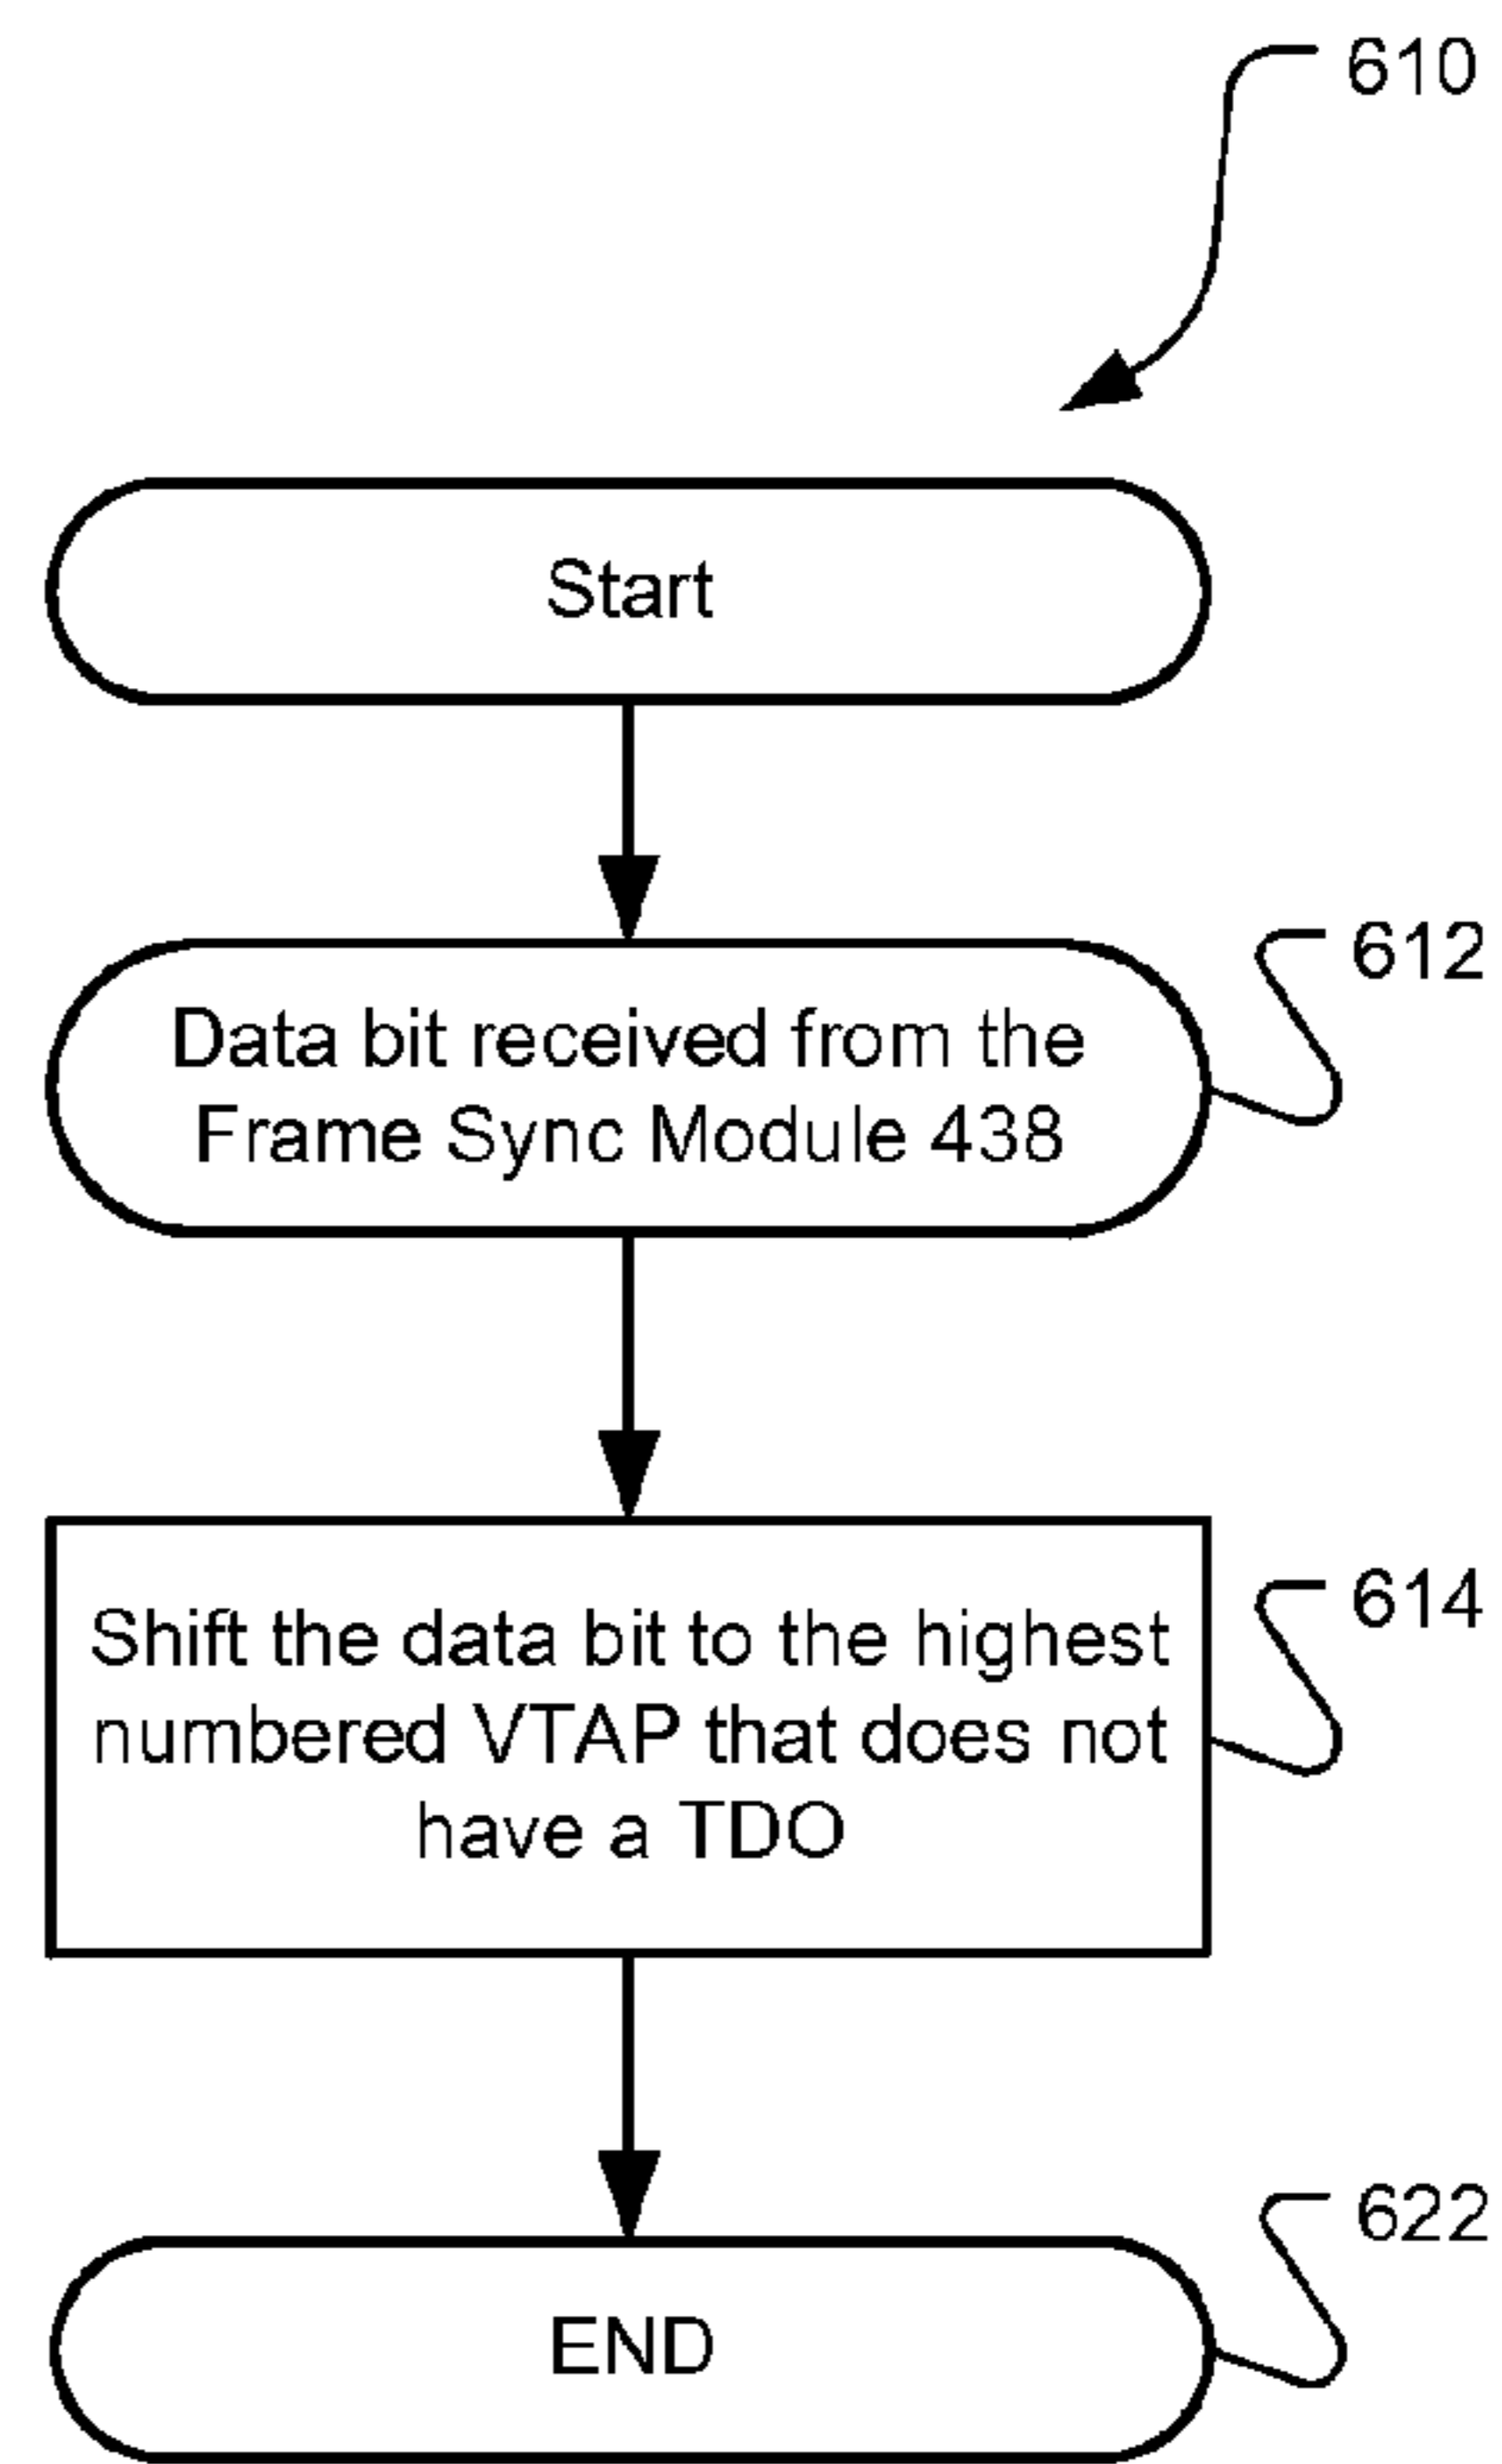 610
Start
612
Data bit received from the
Frame Sync Module 438
614
Shift the data bit to the highest
numbered VTAP that does not
have a TDO
622
END